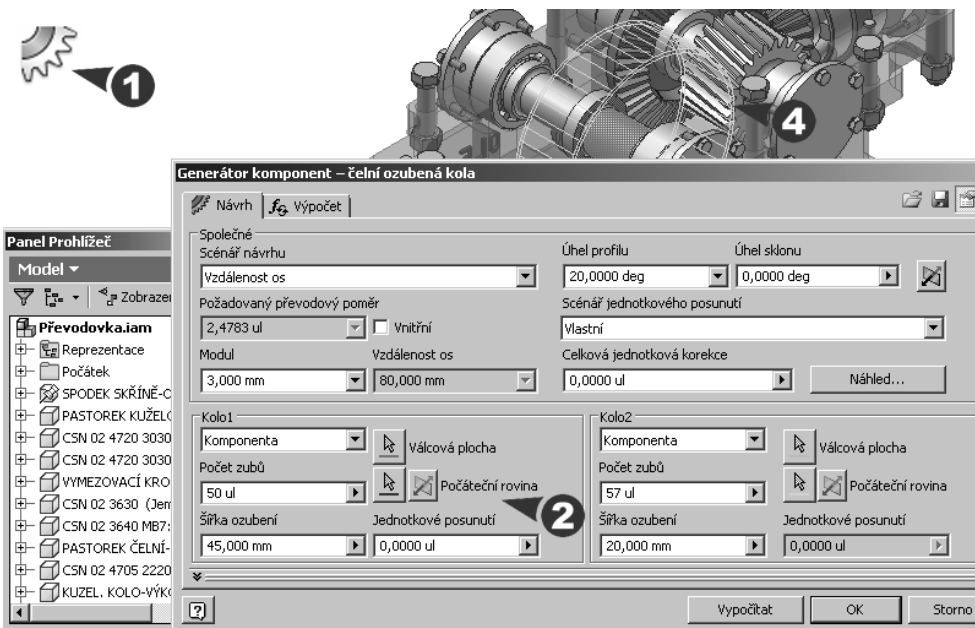 1
4
Generátor komponent – čelní ozubená kola
Návrh
Výpočet
Společné
Scénář návrhu
Úhel profilu
Úhel sklonu
Vzdálenost os
20,0000 deg
0,0000 deg
Požadovaný převodový poměr
Scénář jednotkového posunutí
2,4783 ul
Vnitřní
Vlastní
Modul
Vzdálenost os
Celková jednotková korekce
3,000 mm
80,000 mm
0,0000 ul
Náhled...
Kolo1
Kolo2
Komponenta
Válcová plocha
Komponenta
Válcová plocha
Počet zubů
Počet zubů
50 ul
Počáteční rovina
57 ul
Počáteční rovina
2
Šířka ozubení
Jednotkové posunutí
Šířka ozubení
Jednotkové posunutí
45,000 mm
0,0000 ul
20,000 mm
0,0000 ul
Vypočítat
OK
Storno
Panel Prohlížeč
Model
Zobrazer
Převodovka.iam
Reprezentace
Počátek
SPODEK SKŘÍNĚ-O
PASTOREK KUŽELO
CSN 02 4720 3030
CSN 02 4720 3030
VYMEZOVACÍ KRO
CSN 02 3630 (Jem
CSN 02 3640 MB7:
PASTOREK ČELNÍ-
CSN 02 4705 2220
KUZEL. KOLO-VÝK